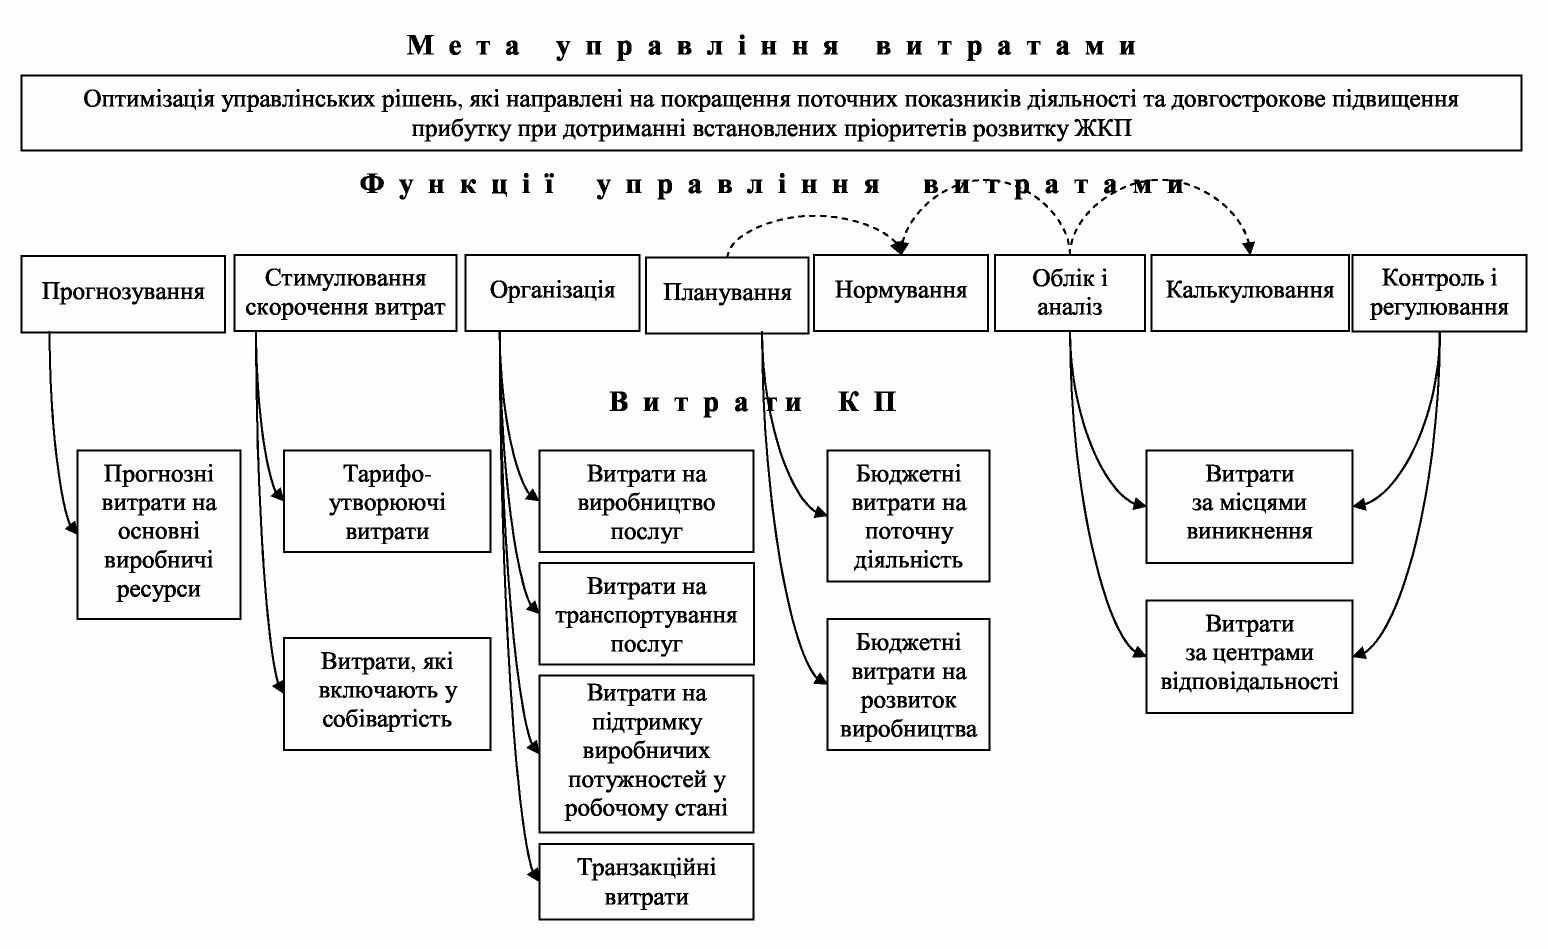 Мета управління витратами
Оптимізація управлінських рішень, які направлені на покращення поточних показників діяльності та довгострокове підвищення
прибутку при дотриманні встановлених пріоритетів розвитку ЖКП
Функції управління витратами
Прогнозування
Стимулювання
скорочення витрат
Організація
Планування
Нормування
Облік і
аналіз
Калькулювання
Контроль і
регулювання
Витрати КП
Прогнозні
витрати на
основні
виробничі
ресурси
Тарифо-
утворюючі
витрати
Витрати, які
включають у
собівартість
Витрати на
виробництво
послуг
Витрати на
транспортування
послуг
Витрати на
підтримку
виробничих
потужностей у
робочому стані
Транзакційні
витрати
Бюджетні
витрати на
поточну
діяльність
Бюджетні
витрати на
розвиток
виробництва
Витрати
за місцями
виникнення
Витрати
за центрами
відповідальності